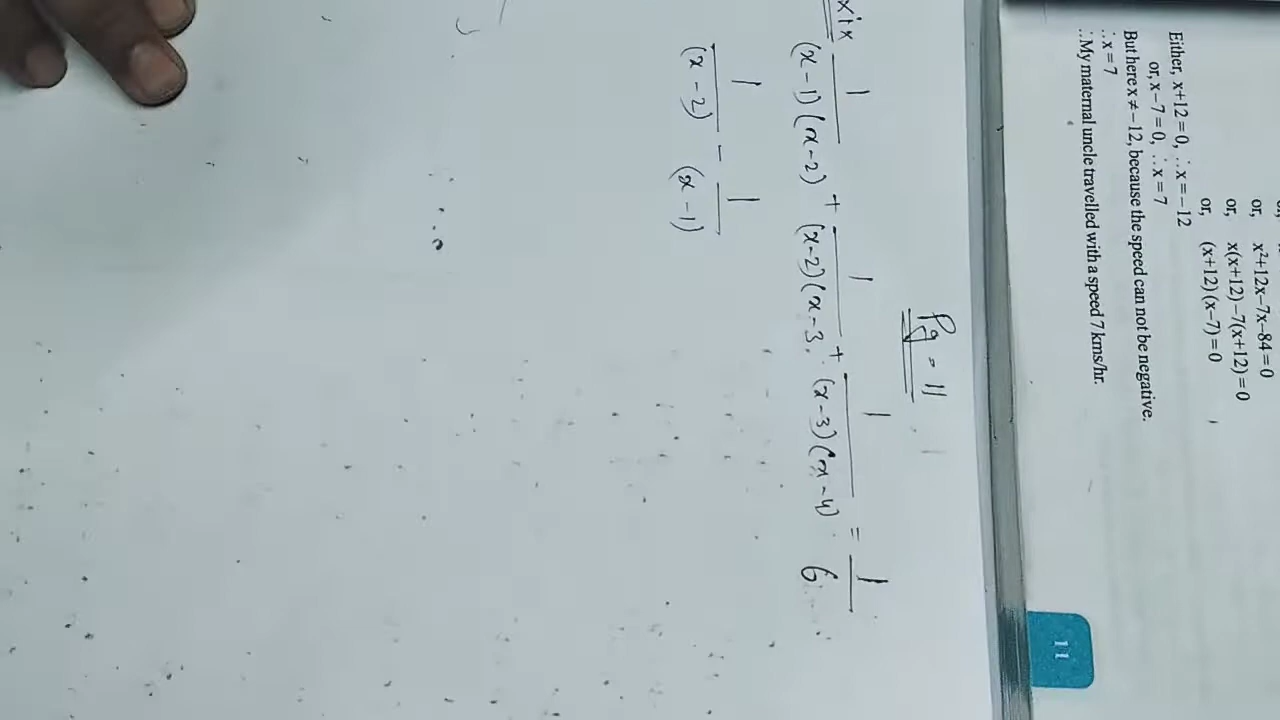 or, x²+12x–7x–84=0
or, x(x+12)–7(x+12)=0
or, (x+12)(x–7)=0
Either, x+12=0, ∴x=–12
or, x–7=0, ∴x=7
But here x≠–12, because the speed can not be negative.
∴x=7
∴My maternal uncle travelled with a speed 7 kms/hr.
11
Pg - 11
xix 1/(x-1)(x-2) + 1/(x-2)(x-3) + 1/(x-3)(x-4) = 1/6
1/(x-2) - 1/(x-1)